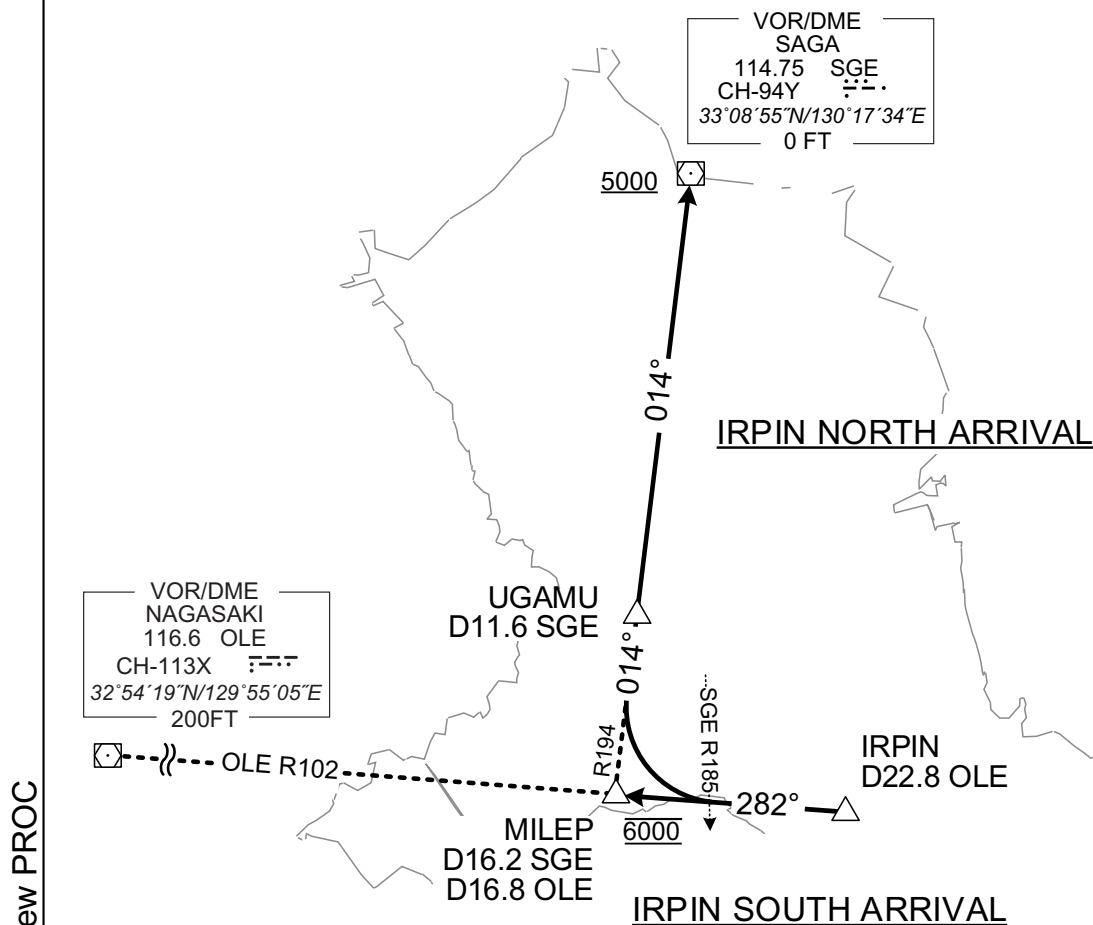 VOR/DME
SAGA
114.75 SGE
CH-94Y
33°08´55˝N/130°17´34˝E
0 FT
5000
014°
IRPIN NORTH ARRIVAL
VOR/DME
NAGASAKI
116.6 OLE
CH-113X
32°54´19˝N/129°55´05˝E
200FT
UGAMU
D11.6 SGE
014°
SGE R185
R194
OLE R102
IRPIN
D22.8 OLE
282°
MILEP
D16.2 SGE
D16.8 OLE
6000
IRPIN SOUTH ARRIVAL
ew PROC